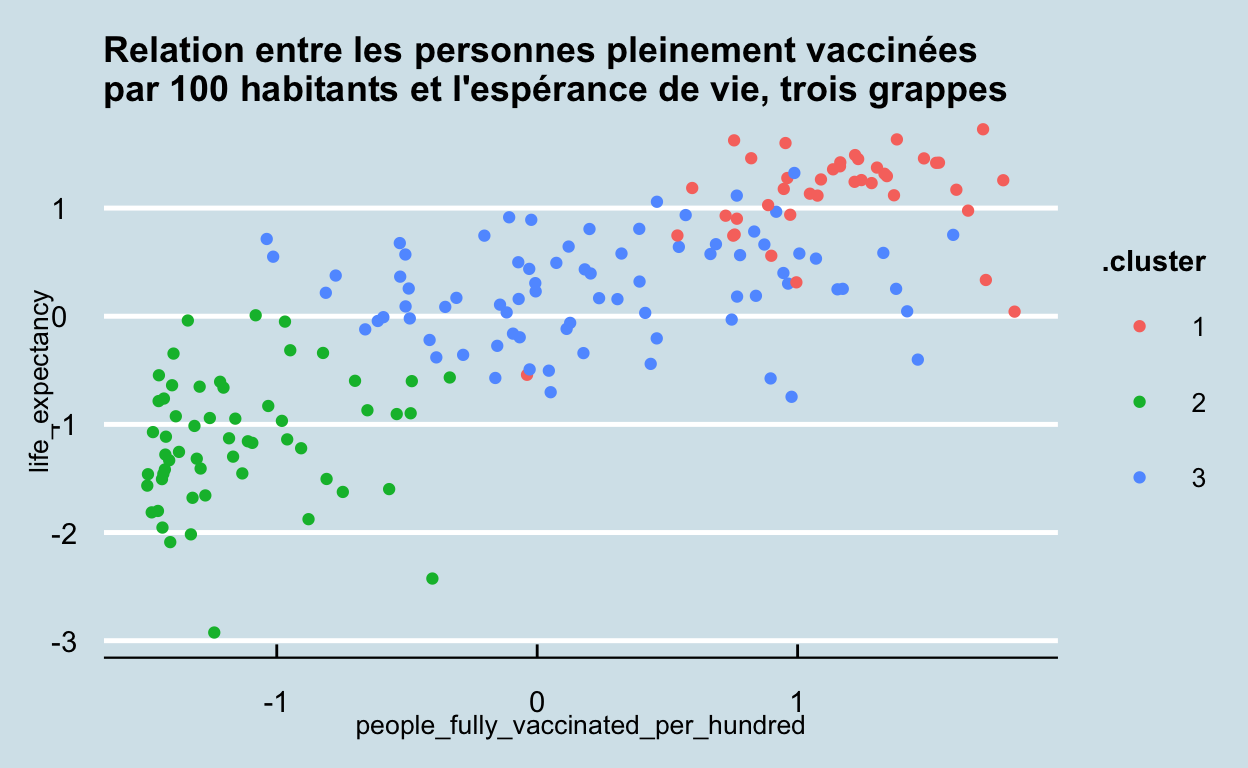 Relation entre les personnes pleinement vaccinées
par 100 habitants et l'espérance de vie, trois grappes
1
0
-1
-2
-3
life_expectancy
-1 0 1
people_fully_vaccinated_per_hundred
.cluster
1
2
3